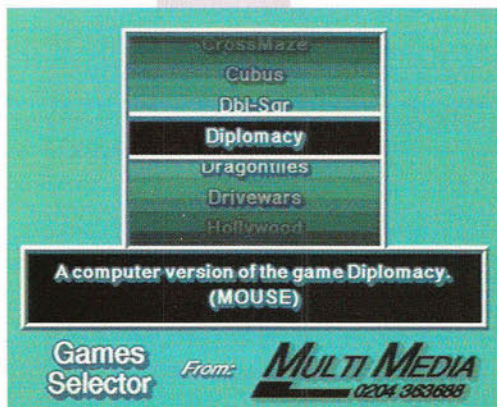 CrossMaze
Cubus
Dbl-Sqr
Diplomacy
Dragontiles
Drivewars
Hollywood
A computer version of the game Diplomacy.
(MOUSE)
Games
Selector
From:
MULTI MEDIA
0204 363688